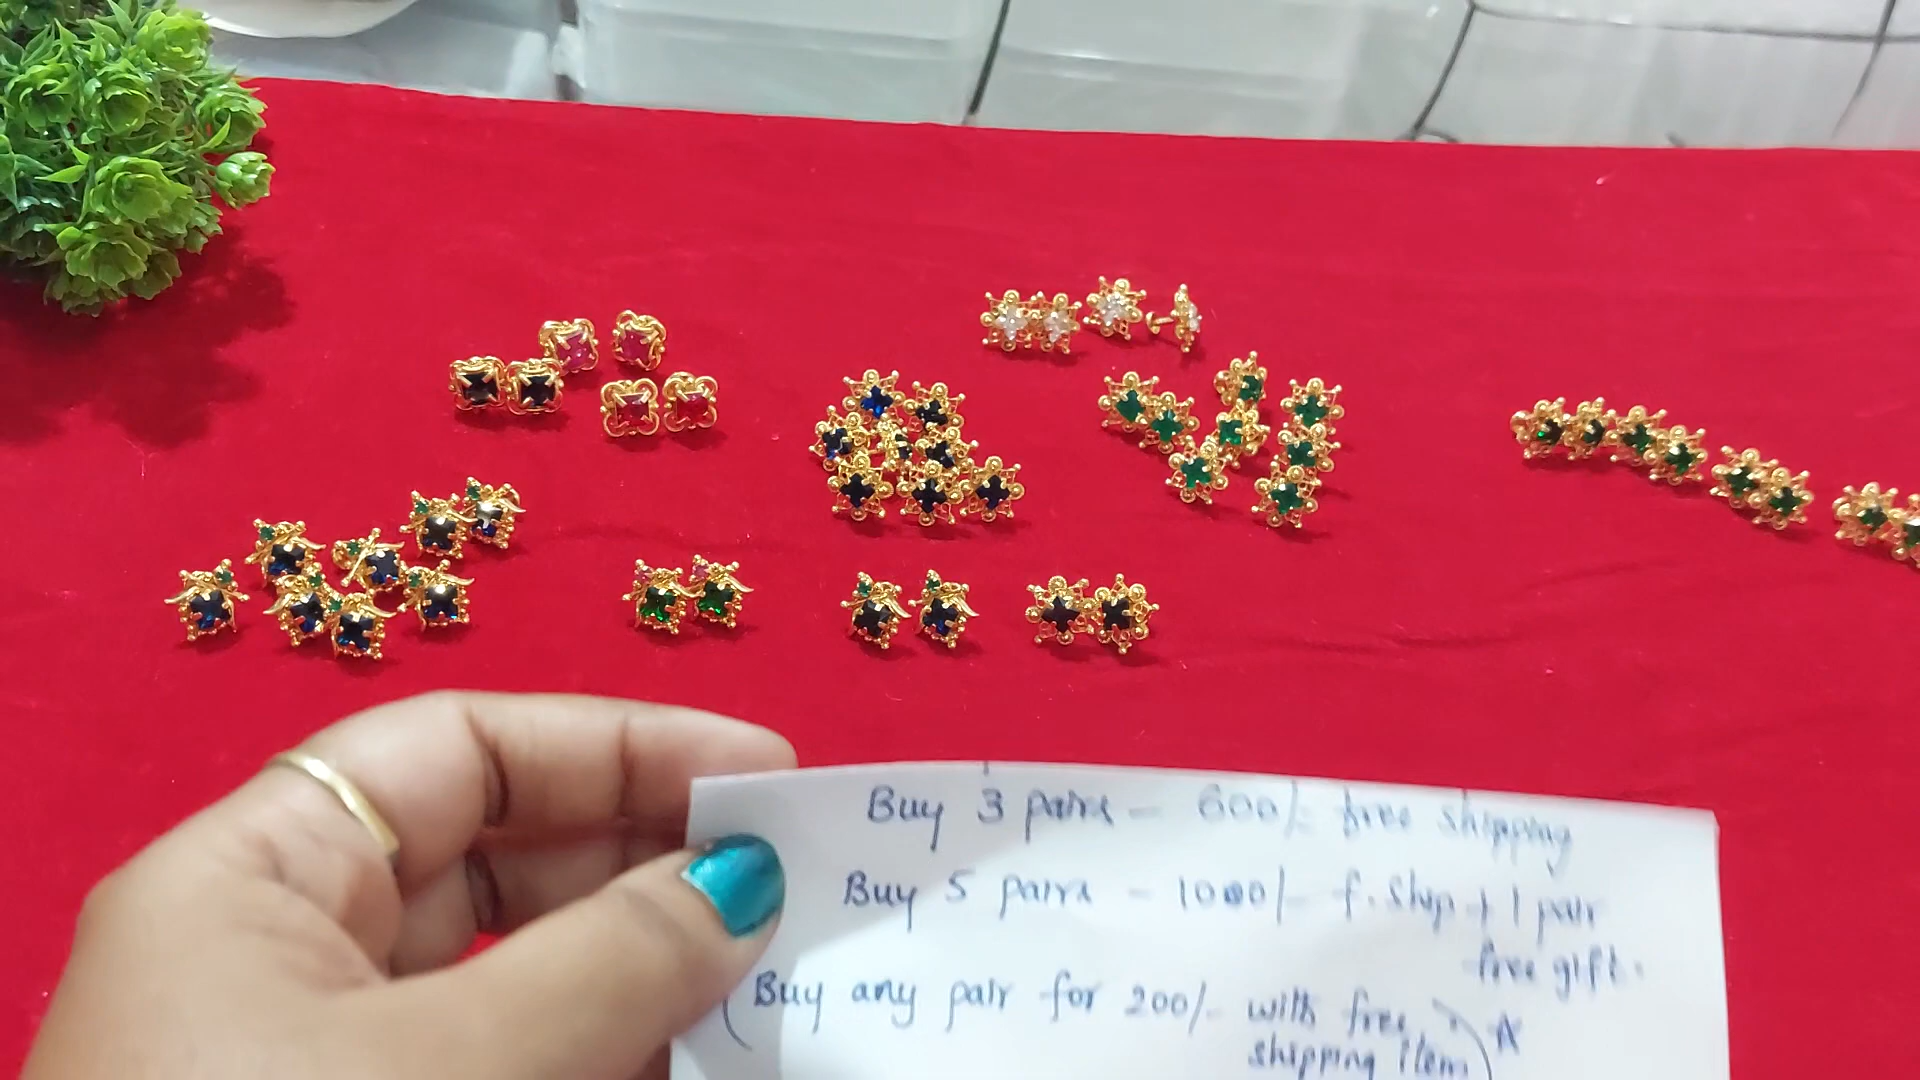 Buy 3 pairs - 600/- free shipping
Buy 5 pairs - 1000/- f. ship + 1 pair
free gift.
(Buy any pair for 200/- with free
shipping item)